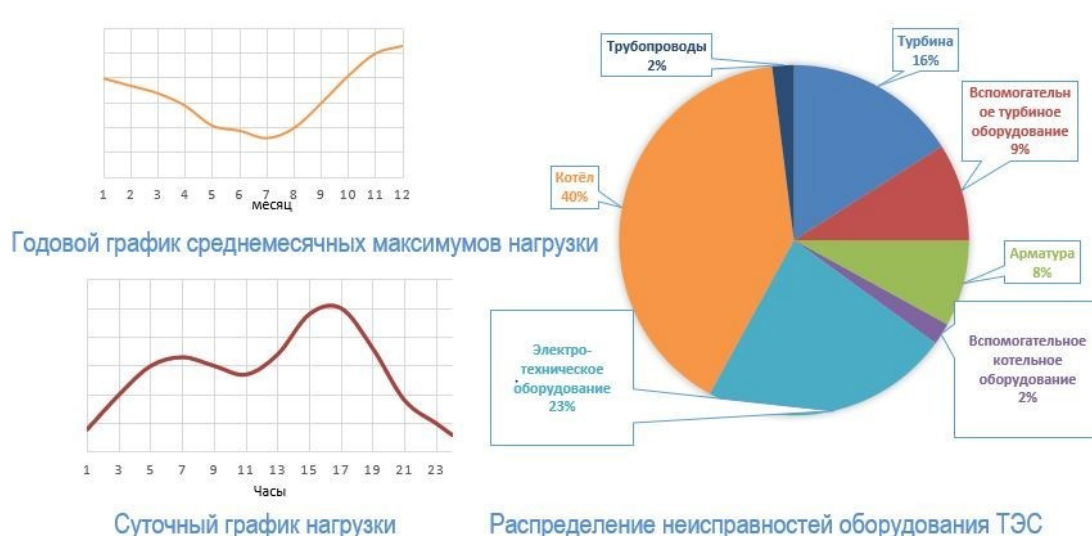 1 2 3 4 5 6 7 8 9 10 11 12
месяц
Годовой график среднемесячных максимумов нагрузки
1 3 5 7 9 11 13 15 17 19 21 23
Часы
Суточный график нагрузки
Трубопроводы
2%
Турбина
16%
Вспомогательн
ое турбиное
оборудование
9%
Котёл
40%
Арматура
8%
Электро-
техническое
оборудование
23%
Вспомогательное
котельное
оборудование
2%
Распределение неисправностей оборудования ТЭС